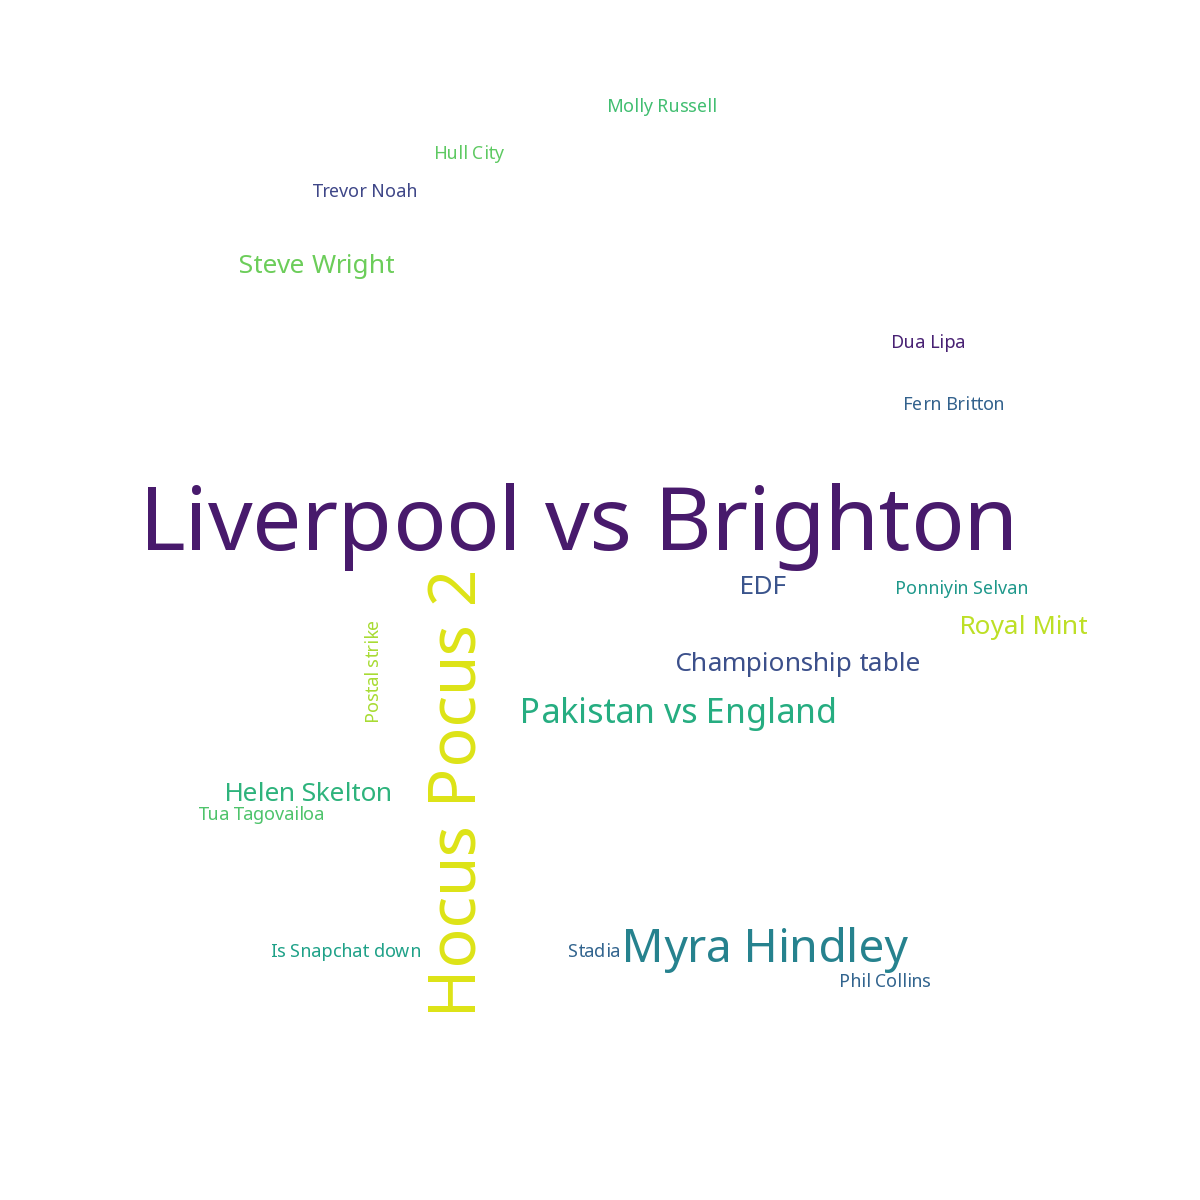 Molly Russell
Hull City
Trevor Noah
Steve Wright
Dua Lipa
Fern Britton
Liverpool vs Brighton
EDF
Ponniyin Selvan
Royal Mint
Postal strike
Hocus Pocus 2
Championship table
Pakistan vs England
Helen Skelton
Tua Tagovailoa
Is Snapchat down
Stadia
Myra Hindley
Phil Collins